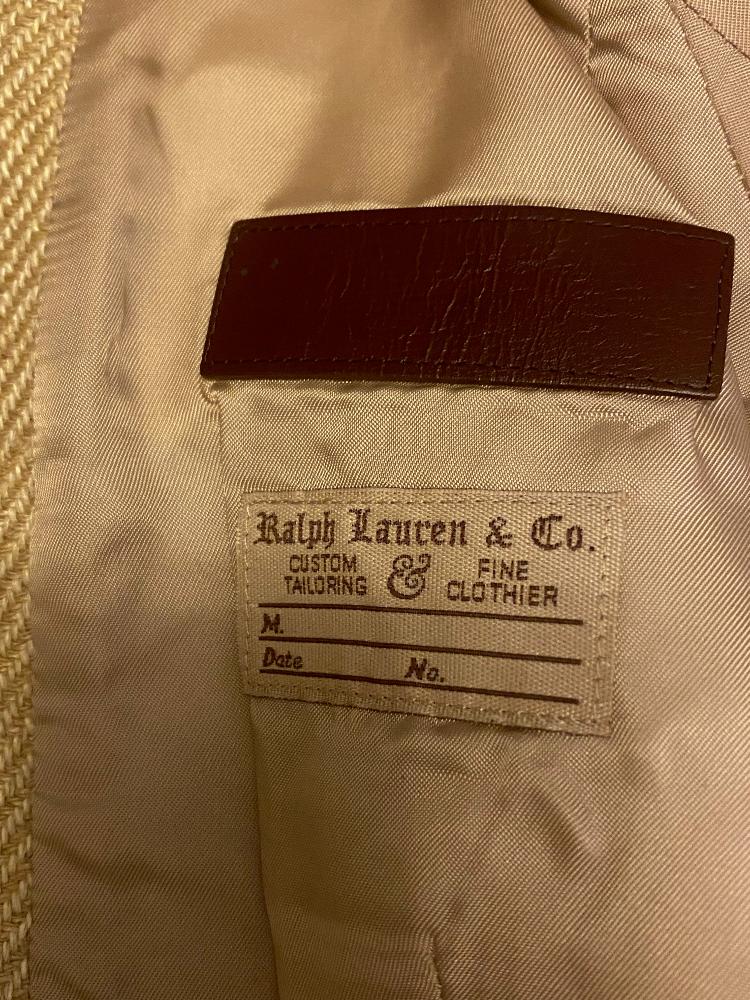 Ralph Lauren & Co.
CUSTOM TAILORING & FINE CLOTHIER
M.
Date No.